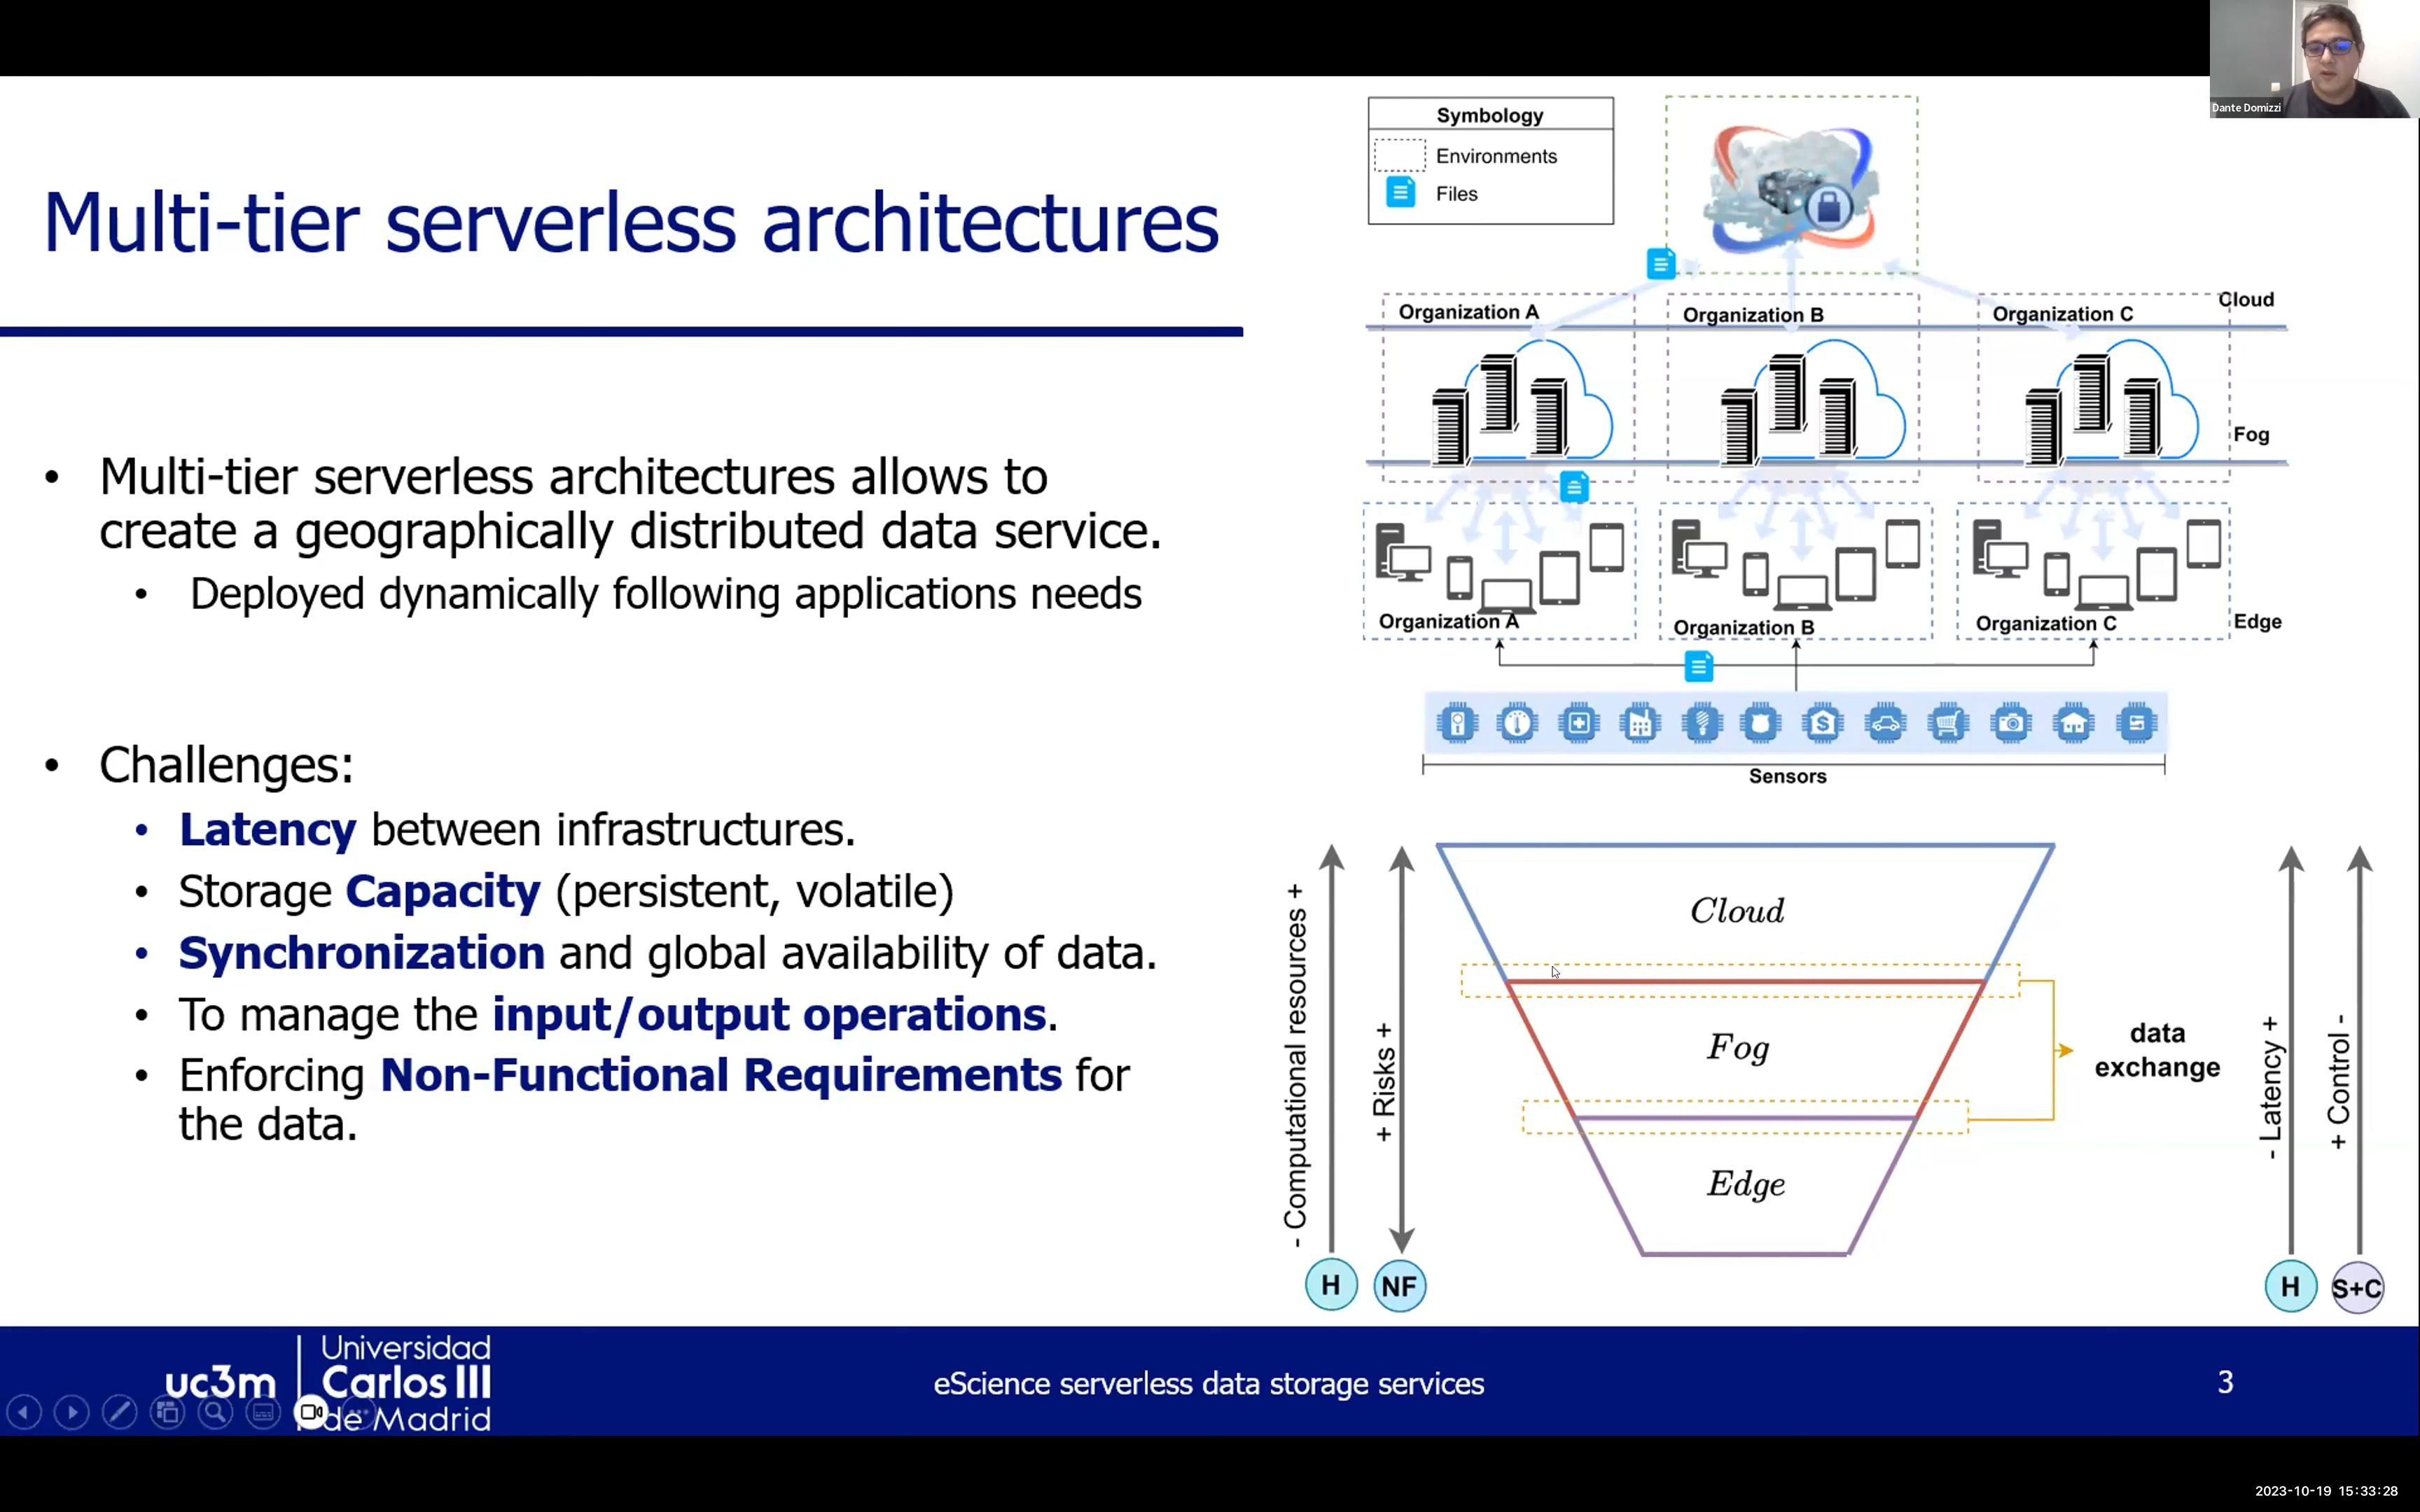 Dante Domizzi
Multi-tier serverless architectures
• Multi-tier serverless architectures allows to
create a geographically distributed data service.
• Deployed dynamically following applications needs
• Challenges:
• Latency between infrastructures.
• Storage Capacity (persistent, volatile)
• Synchronization and global availability of data.
• To manage the input/output operations.
• Enforcing Non-Functional Requirements for
the data.
Symbology
Environments
Files
Cloud
Organization A
Organization B
Organization C
Fog
Organization A
Organization B
Organization C
Edge
Sensors
- Computational resources +
+ Risks +
Cloud
Fog
Edge
data
exchange
- Latency +
+ Control -
H
NF
H
S+C
uc3m
Universidad
Carlos III
de Madrid
eScience serverless data storage services
3
2023-10-19 15:33:28